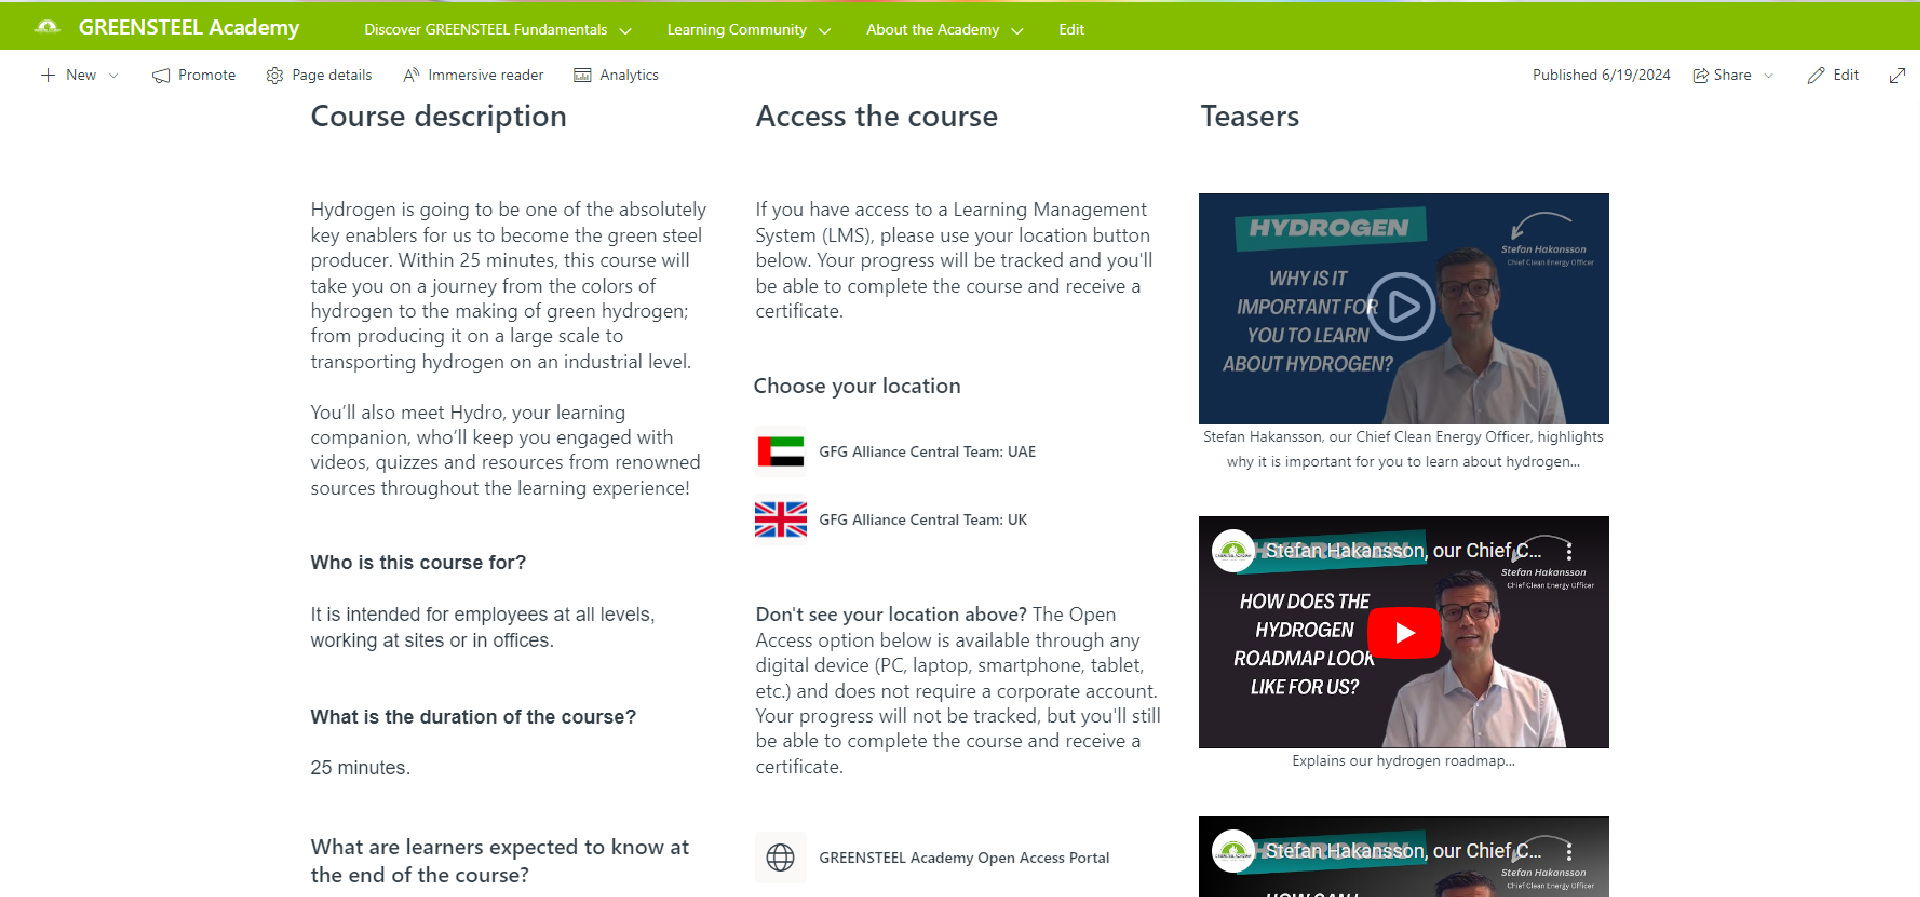 GREENSTEEL Academy
Discover GREENSTEEL Fundamentals
Learning Community
About the Academy
Edit
New
Promote
Page details
Immersive reader
Analytics
Published 6/19/2024
Share
Edit
Course description
Hydrogen is going to be one of the absolutely
key enablers for us to become the green steel
producer. Within 25 minutes, this course will
take you on a journey from the colors of
hydrogen to the making of green hydrogen;
from producing it on a large scale to
transporting hydrogen on an industrial level.
You'll also meet Hydro, your learning
companion, who'll keep you engaged with
videos, quizzes and resources from renowned
sources throughout the learning experience!
Who is this course for?
It is intended for employees at all levels,
working at sites or in offices.
What is the duration of the course?
25 minutes.
What are learners expected to know at
the end of the course?
Access the course
If you have access to a Learning Management
System (LMS), please use your location button
below. Your progress will be tracked and you'll
be able to complete the course and receive a
certificate.
Choose your location
GFG Alliance Central Team: UAE
GFG Alliance Central Team: UK
Don't see your location above? The Open
Access option below is available through any
digital device (PC, laptop, smartphone, tablet,
etc.) and does not require a corporate account.
Your progress will not be tracked, but you'll still
be able to complete the course and receive a
certificate.
GREENSTEEL Academy Open Access Portal
Teasers
HYDROGEN
Stefan Hakansson
Chief Clean Energy Officer
WHY IS IT
IMPORTANT FOR
YOU TO LEARN
ABOUT HYDROGEN?
Stefan Hakansson, our Chief Clean Energy Officer, highlights
why it is important for you to learn about hydrogen...
HYDROGEN
Stefan Hakansson, our Chief C...
Stefan Hakansson
Chief Clean Energy Officer
HOW DOES THE
HYDROGEN
ROADMAP LOOK
LIKE FOR US?
Explains our hydrogen roadmap...
HYDROGEN
Stefan Hakansson, our Chief C...
Stefan Hakansson
Chief Clean Energy Officer
HOW CAN I